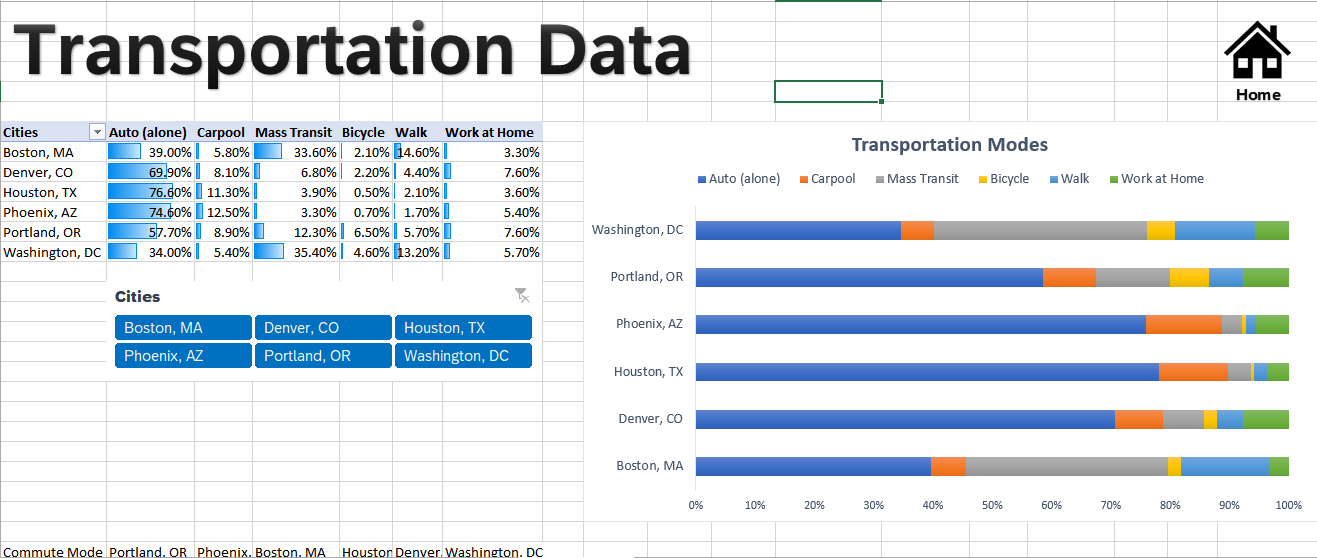 Transportation Data
Home
Cities Auto (alone) Carpool Mass Transit Bicycle Walk Work at Home
Boston, MA 39.00% 5.80% 33.60% 2.10% 14.60% 3.30%
Denver, CO 69.90% 8.10% 6.80% 2.20% 4.40% 7.60%
Houston, TX 76.60% 11.30% 3.90% 0.50% 2.10% 3.60%
Phoenix, AZ 74.60% 12.50% 3.30% 0.70% 1.70% 5.40%
Portland, OR 57.70% 8.90% 12.30% 6.50% 5.70% 7.60%
Washington, DC 34.00% 5.40% 35.40% 4.60% 13.20% 5.70%
Cities
Boston, MA Denver, CO Houston, TX
Phoenix, AZ Portland, OR Washington, DC
Transportation Modes
Auto (alone) Carpool Mass Transit Bicycle Walk Work at Home
Washington, DC
Portland, OR
Phoenix, AZ
Houston, TX
Denver, CO
Boston, MA
0% 10% 20% 30% 40% 50% 60% 70% 80% 90% 100%
Commute Mode Portland, OR Phoenix, Boston, MA Houston Denver, Washington, DC